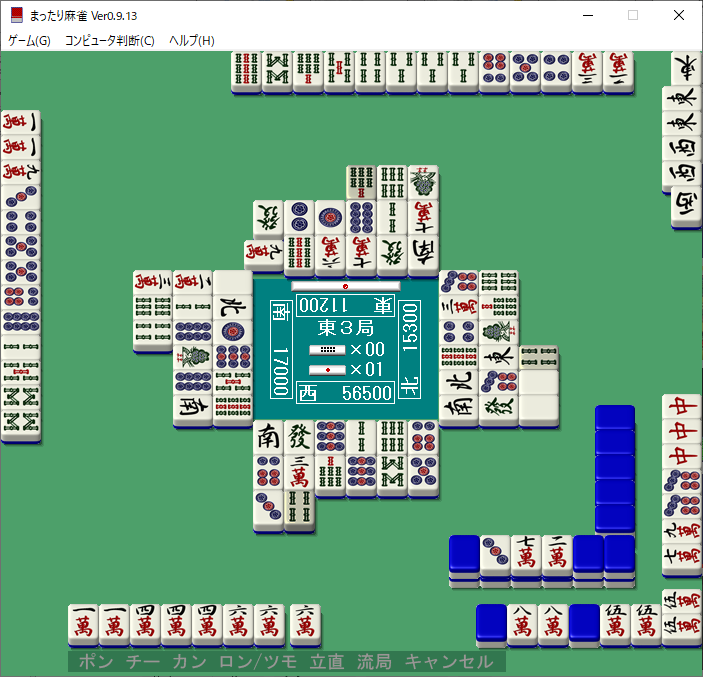 まったり麻雀 Ver0.9.13
ゲーム(G) コンピュータ判断(C) ヘルプ(H)
東 11200
南 17000
東3局
×00
×01
北 15300
西 56500
ポン チー カン ロン/ツモ 立直 流局 キャンセル